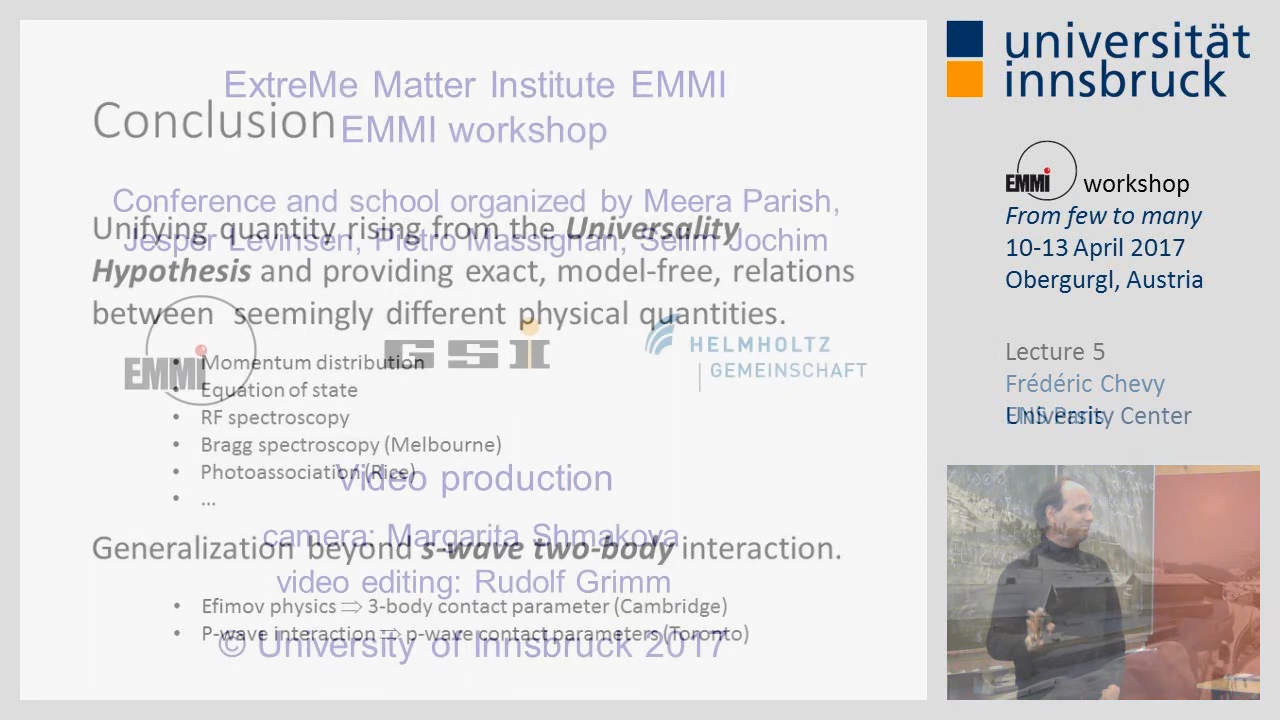 ExtreMe Matter Institute EMMI
Conclusion
EMMI workshop
Conference and school organized by Meera Parish,
Unifying quantity rising from the Universality
Jesper Levinsen, Pietro Massignan, Selim Jochim
Hypothesis and providing exact, model-free, relations
between seemingly different physical quantities.
EMMI
GSI
HELMHOLTZ
GEMEINSCHAFT
• Momentum distribution
• Equation of state
• RF spectroscopy
• Bragg spectroscopy (Melbourne)
• Photoassociation (Rice)
Video production
• ...
camera: Margarita Shmakova
Generalization beyond s-wave two-body interaction.
video editing: Rudolf Grimm
• Efimov physics ⇒ 3-body contact parameter (Cambridge)
• P-wave interaction ⇒ p-wave contact parameters (Toronto)
© University of Innsbruck 2017
universität
innsbruck
EMMI workshop
From few to many
10-13 April 2017
Obergurgl, Austria
Lecture 5
Frédéric Chevy
ENS Paris
University Center